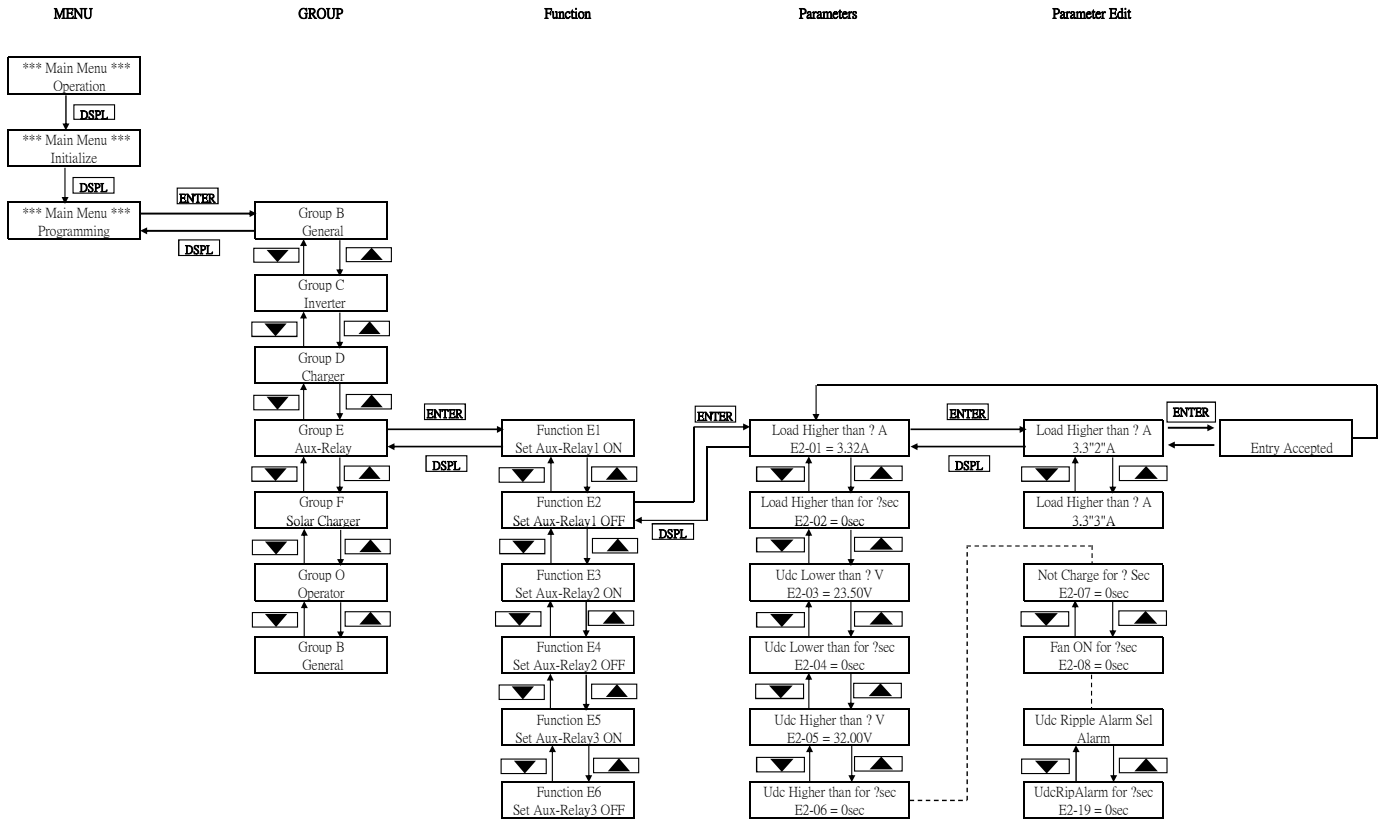 MENU
GROUP
Function
Parameters
Parameter Edit
*** Main Menu ***
Operation
DSPL
*** Main Menu ***
Initialize
DSPL
*** Main Menu ***
Programming
ENTER
DSPL
Group B
General
Group C
Inverter
Group D
Charger
Group E
Aux-Relay
Group F
Solar Charger
Group O
Operator
Group B
General
ENTER
DSPL
Function E1
Set Aux-Relay1 ON
Function E2
Set Aux-Relay1 OFF
Function E3
Set Aux-Relay2 ON
Function E4
Set Aux-Relay2 OFF
Function E5
Set Aux-Relay3 ON
Function E6
Set Aux-Relay3 OFF
ENTER
DSPL
Load Higher than ? A
E2-01 = 3.32A
Load Higher than for ?sec
E2-02 = 0sec
Udc Lower than ? V
E2-03 = 23.50V
Udc Lower than for ?sec
E2-04 = 0sec
Udc Higher than ? V
E2-05 = 32.00V
Udc Higher than for ?sec
E2-06 = 0sec
ENTER
DSPL
Load Higher than ? A
3.3"2"A
Load Higher than ? A
3.3"3"A
Not Charge for ? Sec
E2-07 = 0sec
Fan ON for ?sec
E2-08 = 0sec
Udc Ripple Alarm Sel
Alarm
UdcRipAlarm for ?sec
E2-19 = 0sec
ENTER
Entry Accepted